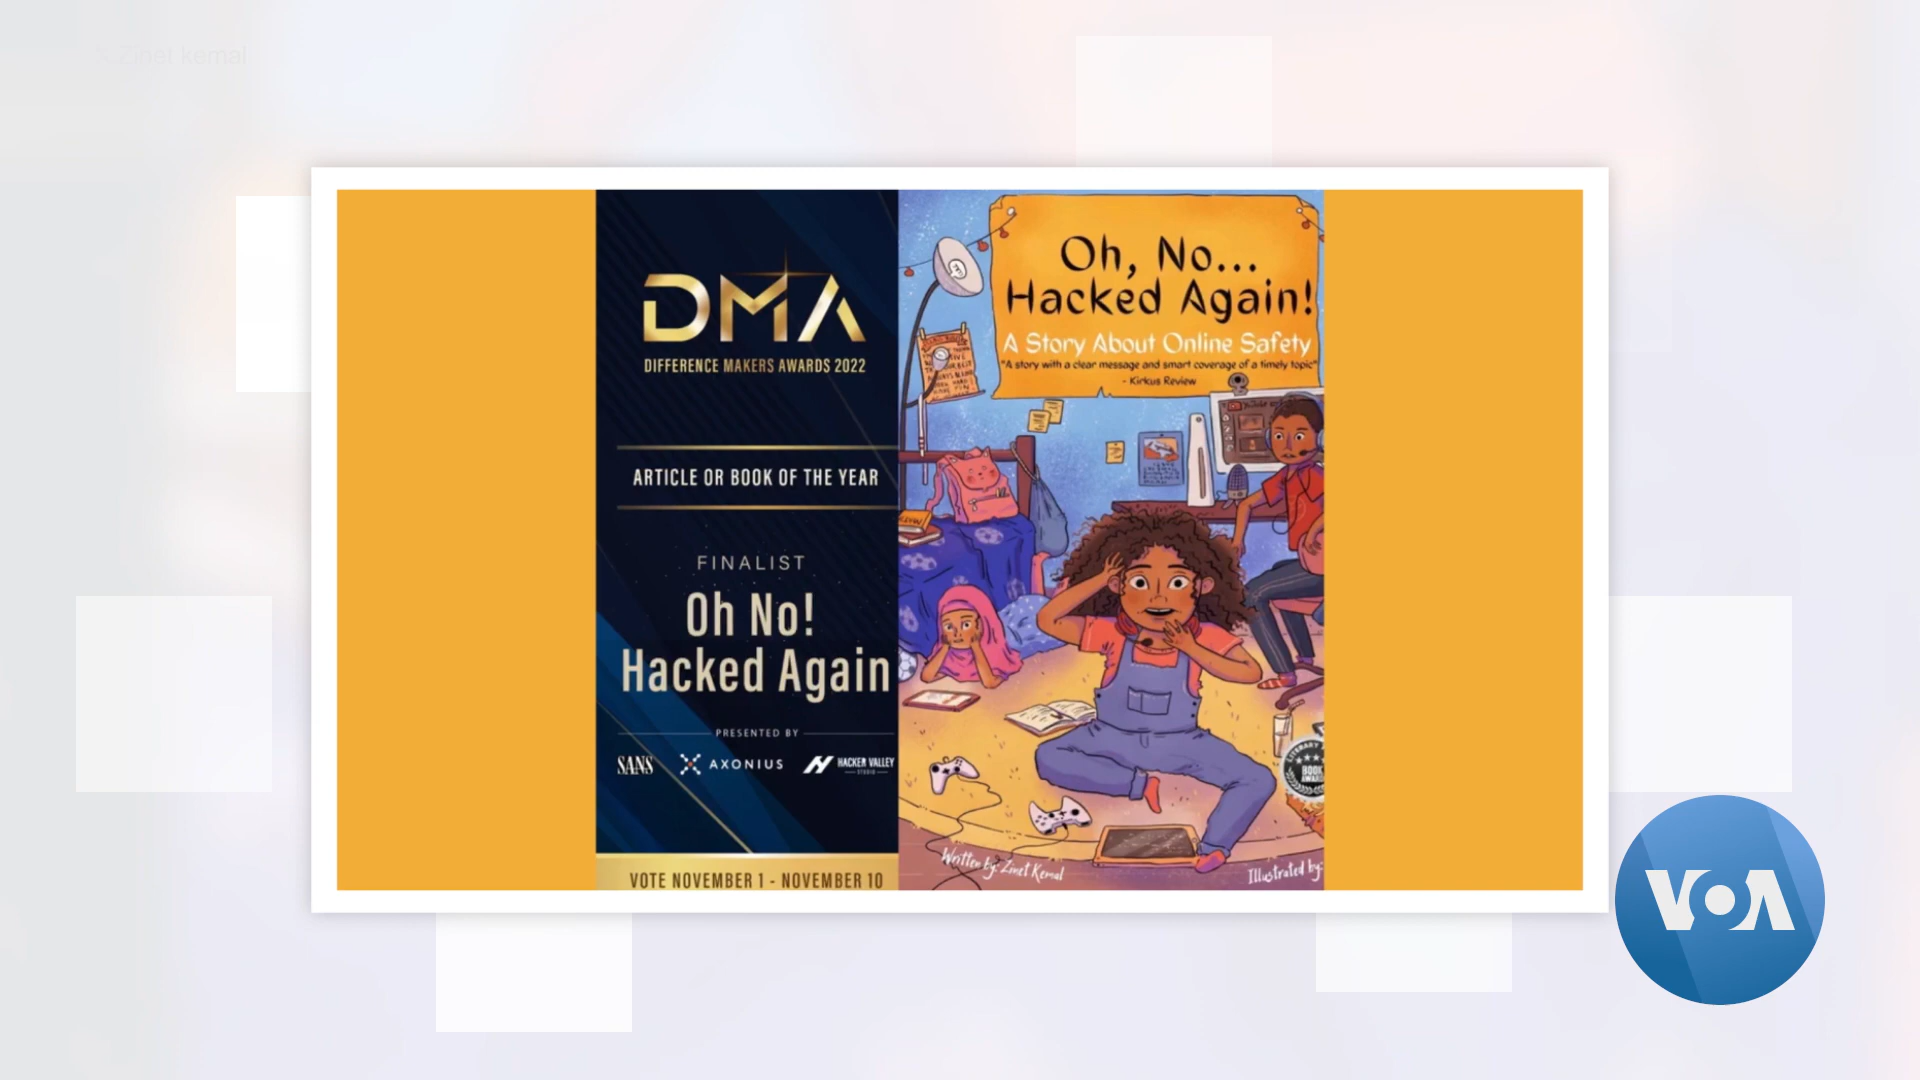 Zinet kemal
DMA
DIFFERENCE MAKERS AWARDS 2022
ARTICLE OR BOOK OF THE YEAR
FINALIST
Oh No!
Hacked Again
PRESENTED BY
SANS
AXONIUS
HACKER VALLEY
STUDIO
VOTE NOVEMBER 1 - NOVEMBER 10
Oh, No...
Hacked Again!
A Story About Online Safety
"A story with a clear message and smart coverage of a timely topic"
- Kirkus Review
BOOK
Written by: Zinet Kemal
Illustrated by:
VOA